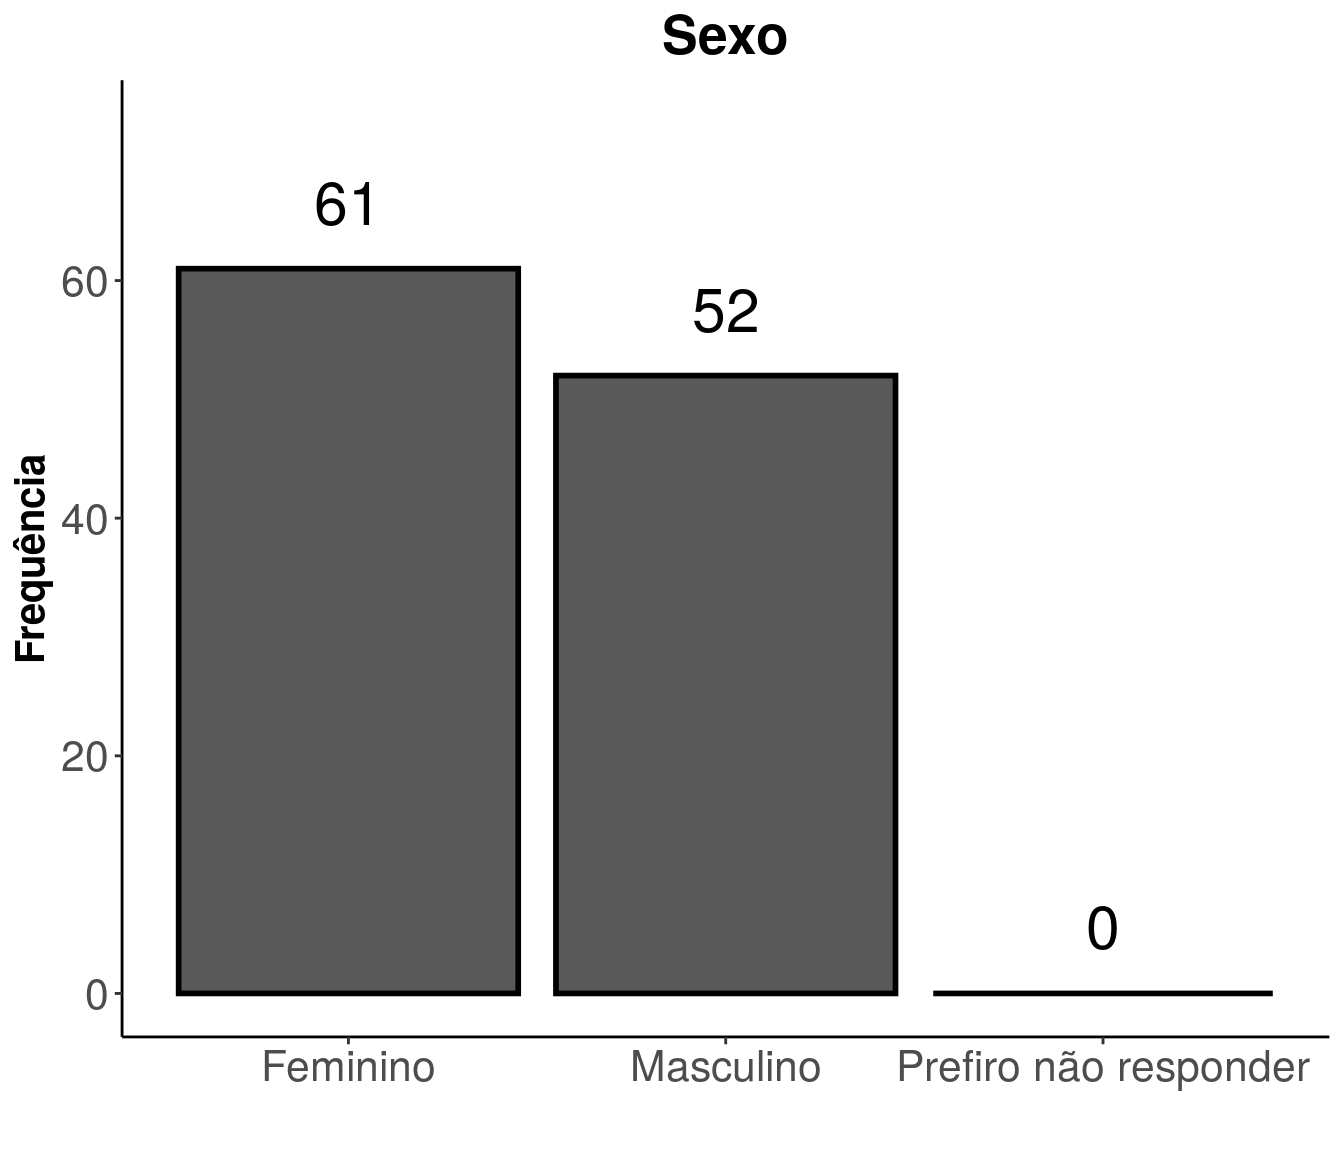 Sexo
61
52
0
60
40
20
0
Frequência
Feminino
Masculino
Prefiro não responder